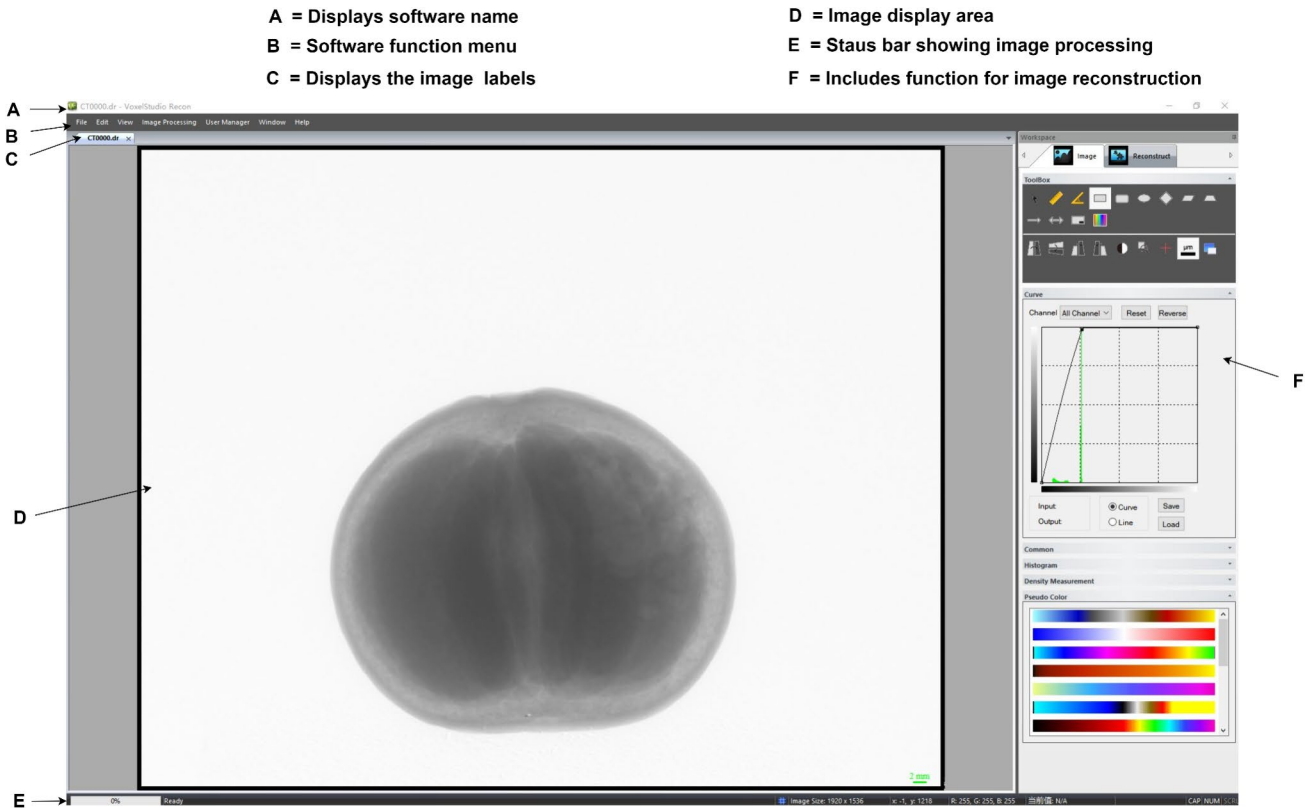 A = Displays software name
B = Software function menu
C = Displays the image labels
D = Image display area
E = Staus bar showing image processing
F = Includes function for image reconstruction
A
CT0000.dr - VoxelStudio Recon
B
File Edit View Image Processing User Manager Window Help
C
CT0000.dr x
Workspace
Image Reconstruct
ToolBox
µm
Curve
Channel All Channel Reset Reverse
F
D
Input: Curve Save
Output: Line Load
Common
Histogram
Density Measurement
Pseudo Color
2 mm
E
0% Ready Image Size: 1920 x 1536 x: -1, y: 1218 R: 255, G: 255, B: 255 当前值: N/A CAP NUM SCRL